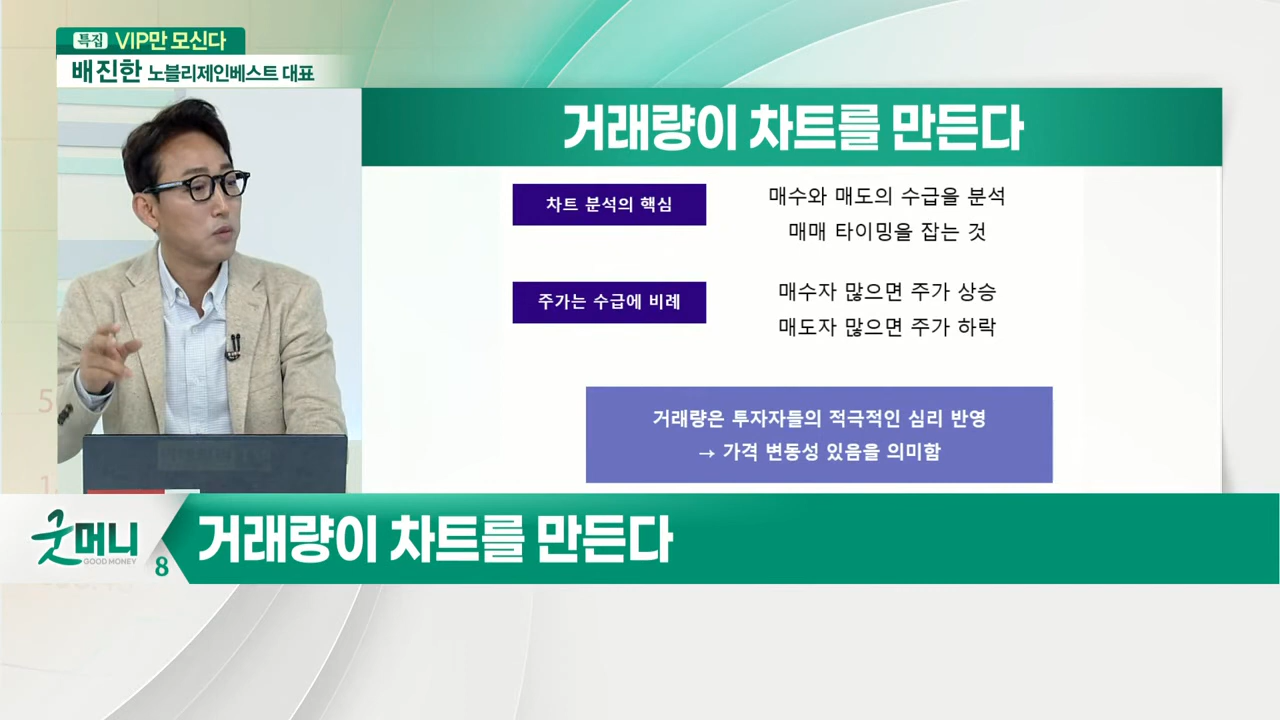 특집 VIP만 모신다
배진한 노블리제인베스트 대표
거래량이 차트를 만든다
차트 분석의 핵심
매수와 매도의 수급을 분석
매매 타이밍을 잡는 것
주가는 수급에 비례
매수자 많으면 주가 상승
매도자 많으면 주가 하락
거래량은 투자자들의 적극적인 심리 반영
→ 가격 변동성 있음을 의미함
굿머니
GOOD MONEY
8
거래량이 차트를 만든다